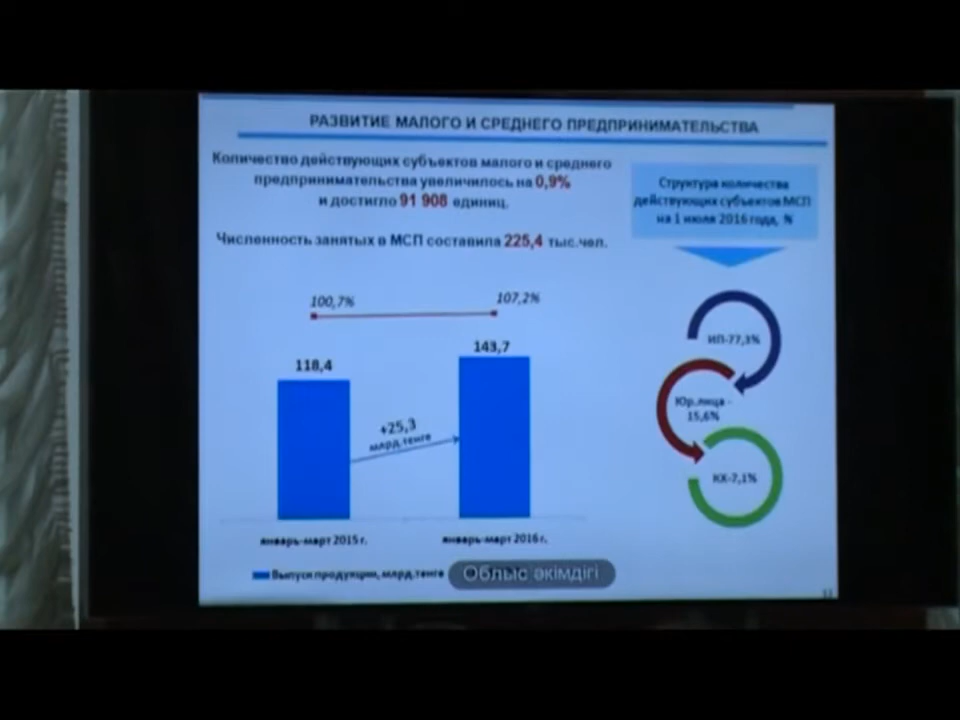 РАЗВИТИЕ МАЛОГО И СРЕДНЕГО ПРЕДПРИНИМАТЕЛЬСТВА
Количество действующих субъектов малого и среднего
предпринимательства увеличилось на 0,9%
и достигло 91 908 единиц.
Численность занятых в МСП составила 225,4 тыс.чел.
100,7%
107,2%
118,4
143,7
+25,3
млрд.тенге
январь-март 2015 г.
январь-март 2016 г.
Выпуск продукции, млрд.тенге
Структура количества
действующих субъектов МСП
на 1 июля 2016 года, %
ИП-77,3%
Юр.лица -
15,6%
КХ-7,1%
Облыс әкімдігі